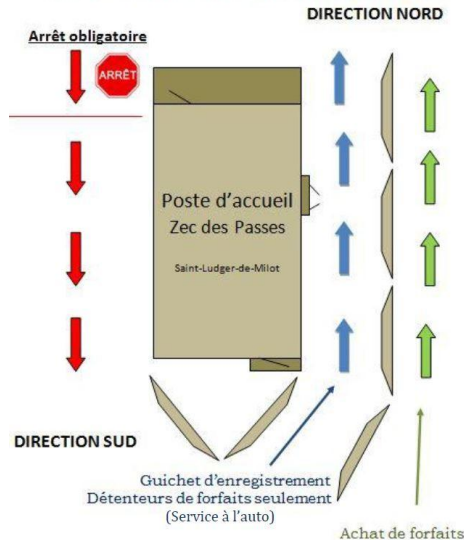 DIRECTION NORD
Arrêt obligatoire
ARRÊT
Poste d'accueil
Zec des Passes
Saint-Ludger-de-Milot
DIRECTION SUD
Guichet d'enregistrement
Détenteurs de forfaits seulement
(Service à l'auto)
Achat de forfaits